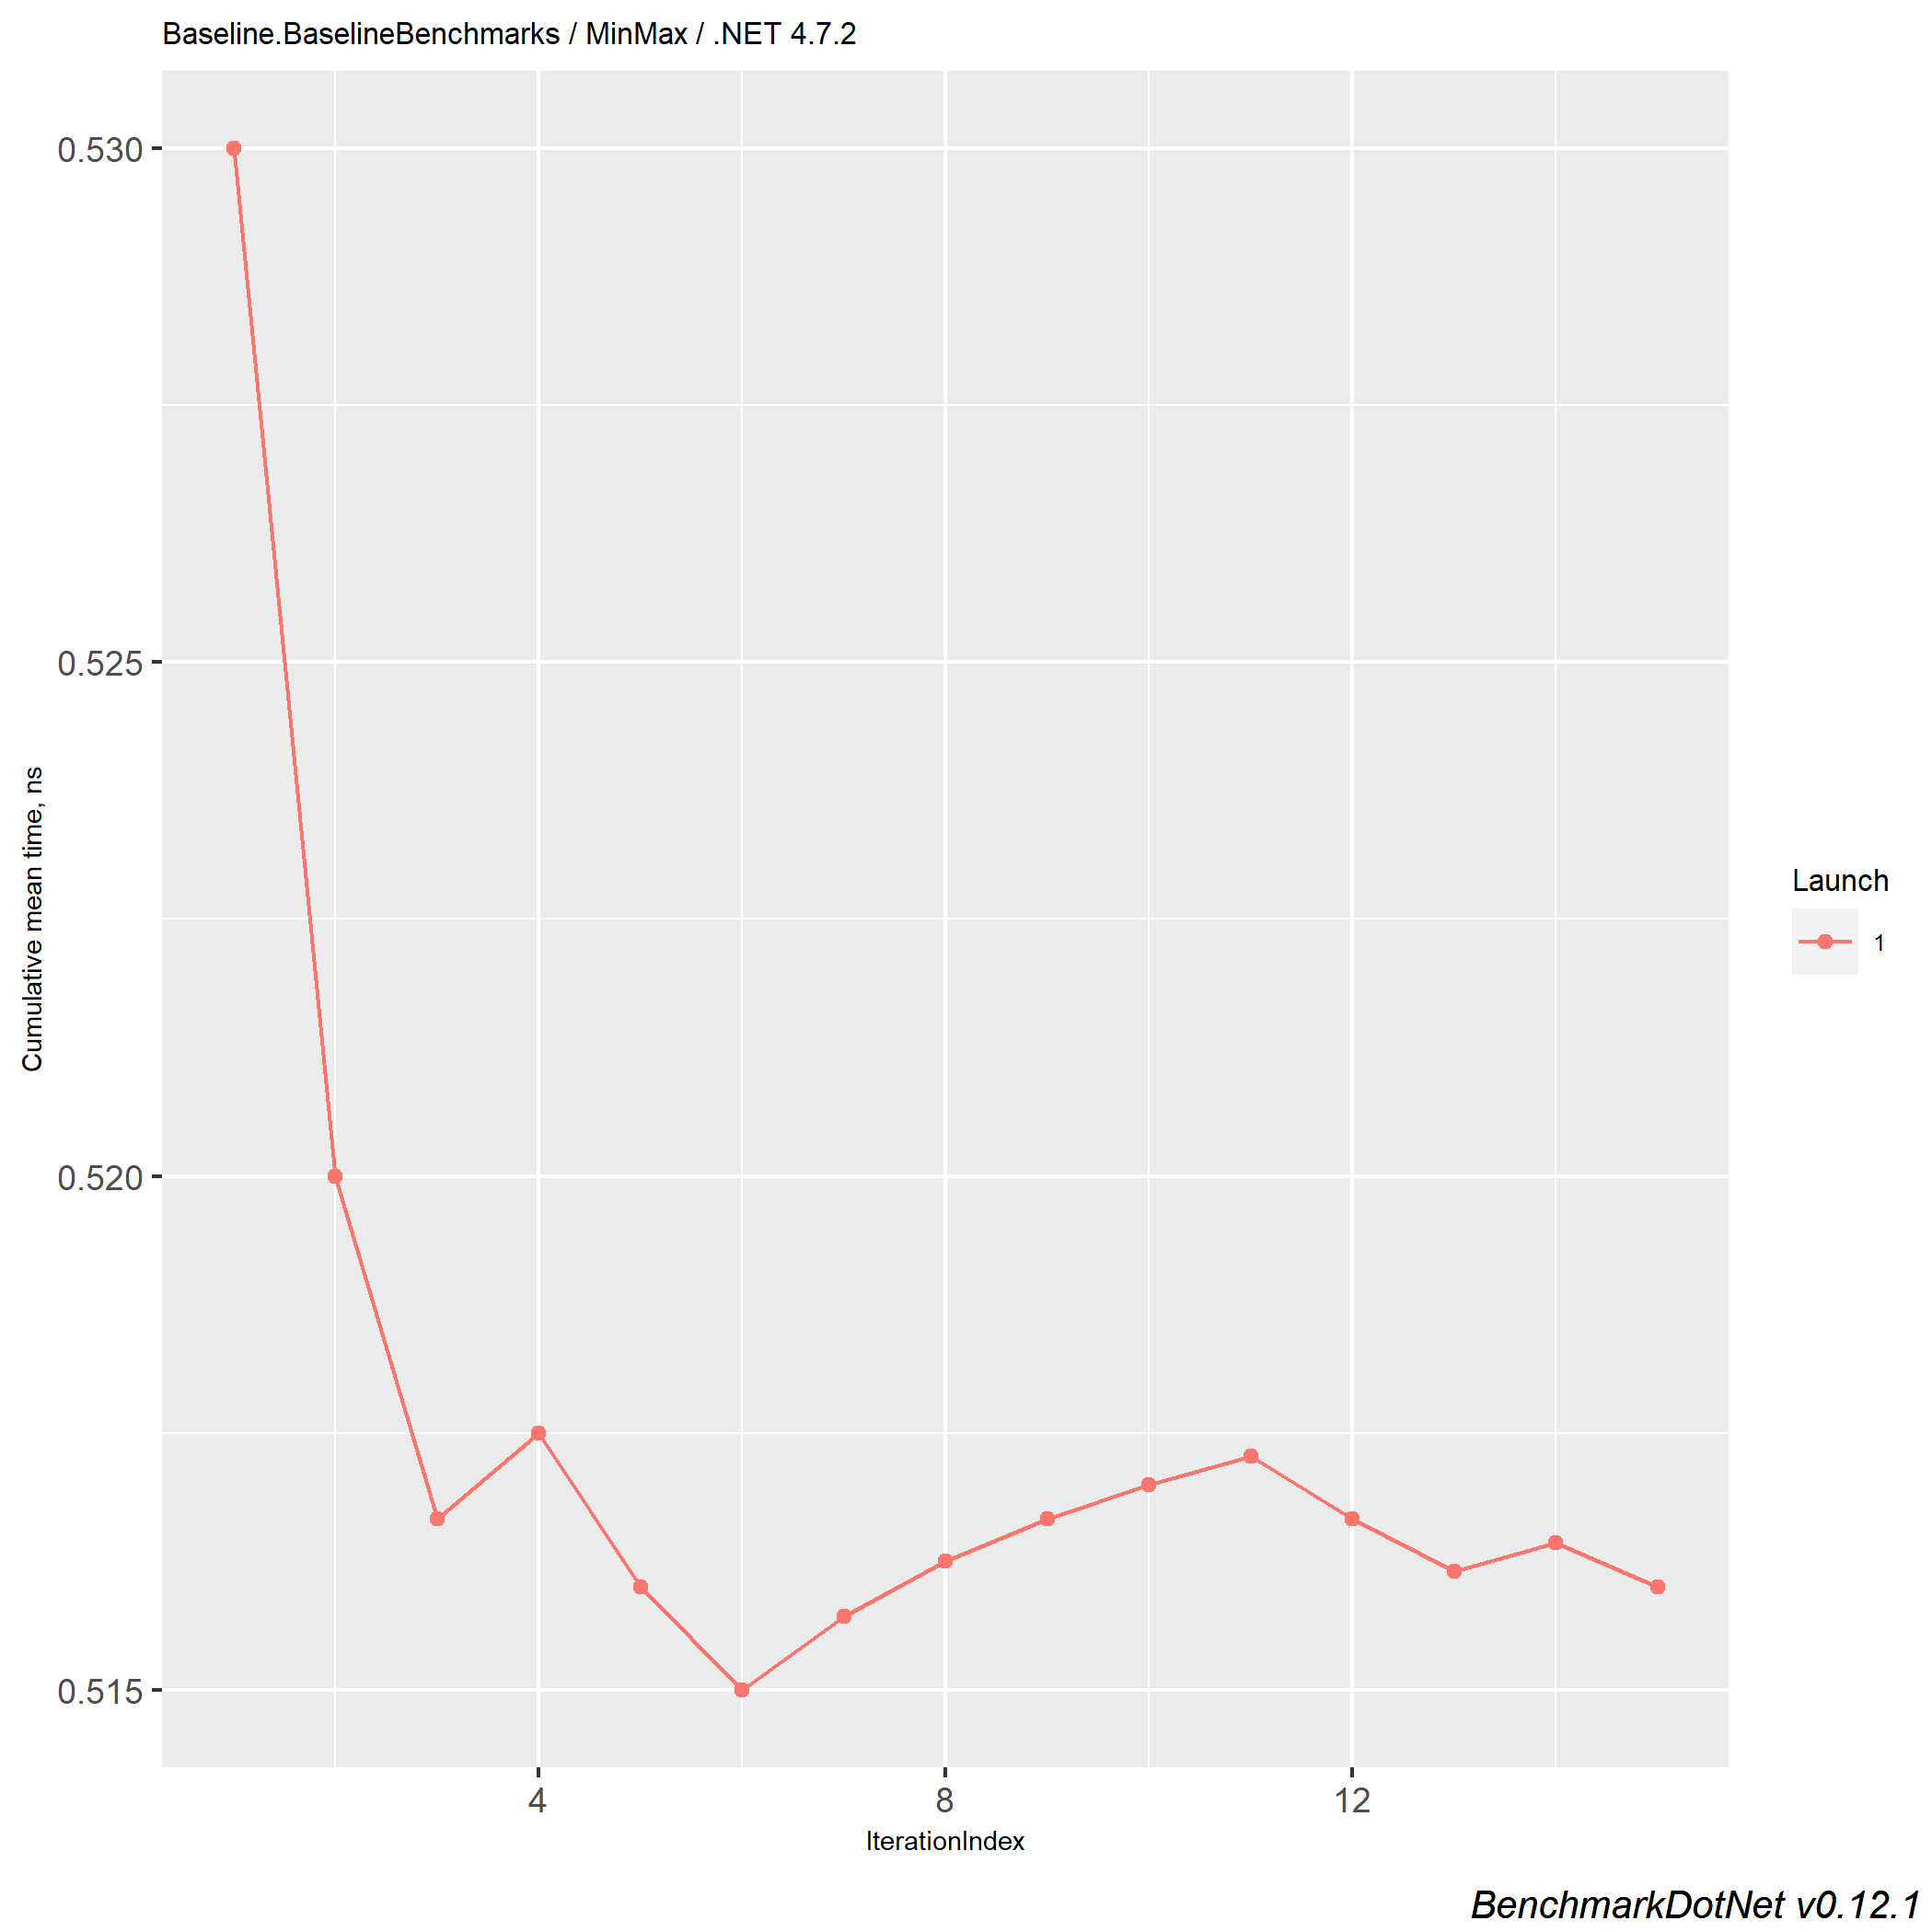 Baseline.BaselineBenchmarks / MinMax / .NET 4.7.2
0.530
0.525
0.520
0.515
Cumulative mean time, ns
4
8
12
IterationIndex
Launch
1
BenchmarkDotNet v0.12.1